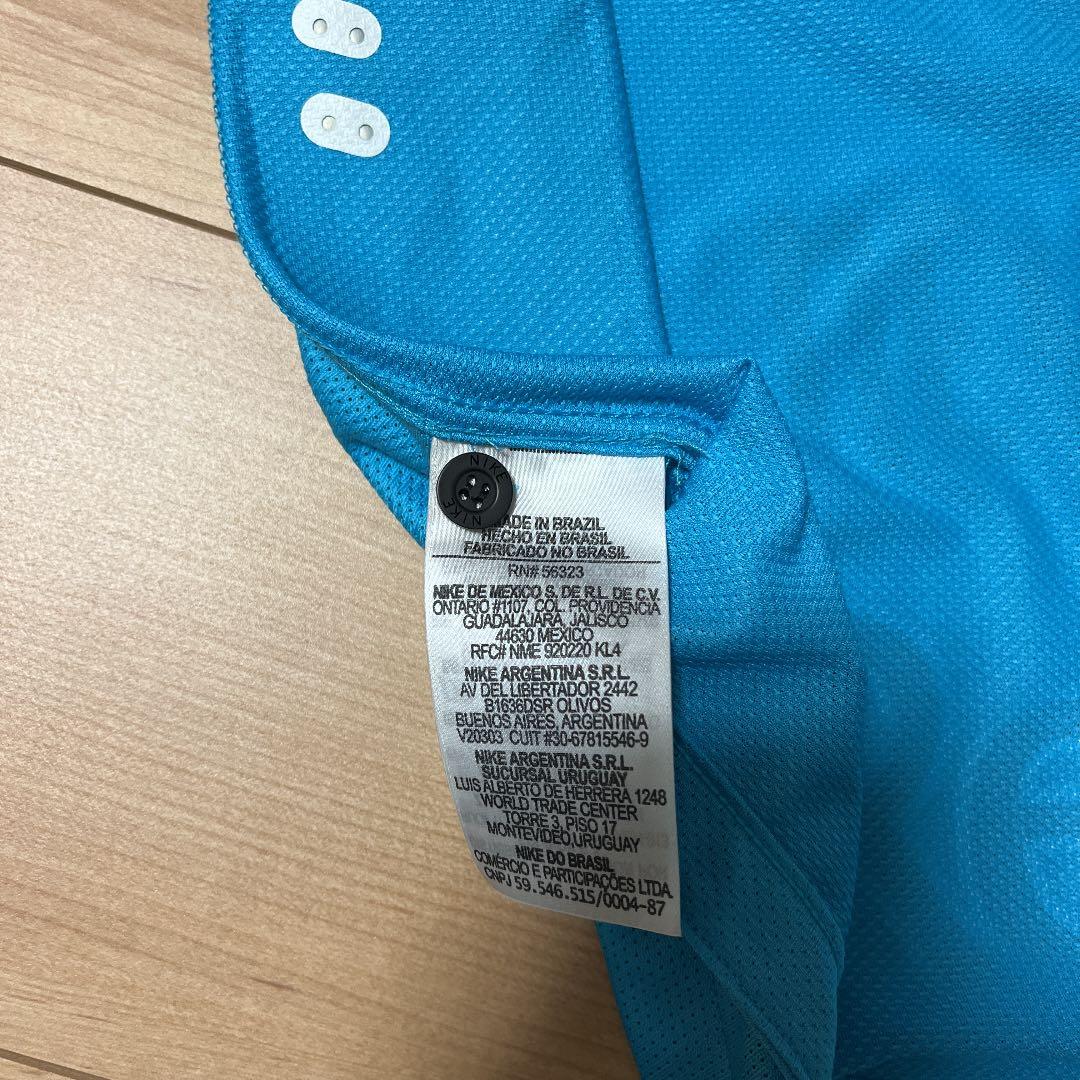 NIKE
NIKE
MADE IN BRAZIL
HECHO EN BRASIL
FABRICADO NO BRASIL
RN# 56323
NIKE DE MEXICO S. DE R.L. DE C.V.
ONTARIO #1107, COL. PROVIDENCIA
GUADALAJARA, JALISCO
44630 MEXICO
RFC# NME 920220 KL4
NIKE ARGENTINA S.R.L.
AV DEL LIBERTADOR 2442
B1636DSR OLIVOS
BUENOS AIRES, ARGENTINA
V20303 CUIT #30-67815546-9
NIKE ARGENTINA S.R.L.
SUCURSAL URUGUAY
LUIS ALBERTO DE HERRERA 1248
WORLD TRADE CENTER
TORRE 3, PISO 17
MONTEVIDEO,URUGUAY
NIKE DO BRASIL
COMÉRCIO E PARTICIPAÇÕES LTDA.
CNPJ 59.546.515/0004-87